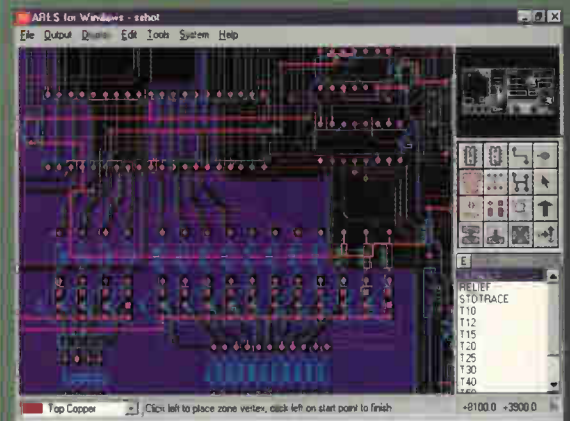 ARES for Windows - schot
File Output Display Edit Tools System Help
E
RELIEF
STDTRACE
T10
T12
T15
T20
T25
T30
T40
Top Copper
Click left to place zone vertex, click left on start point to finish
+8100.0 +3900.0